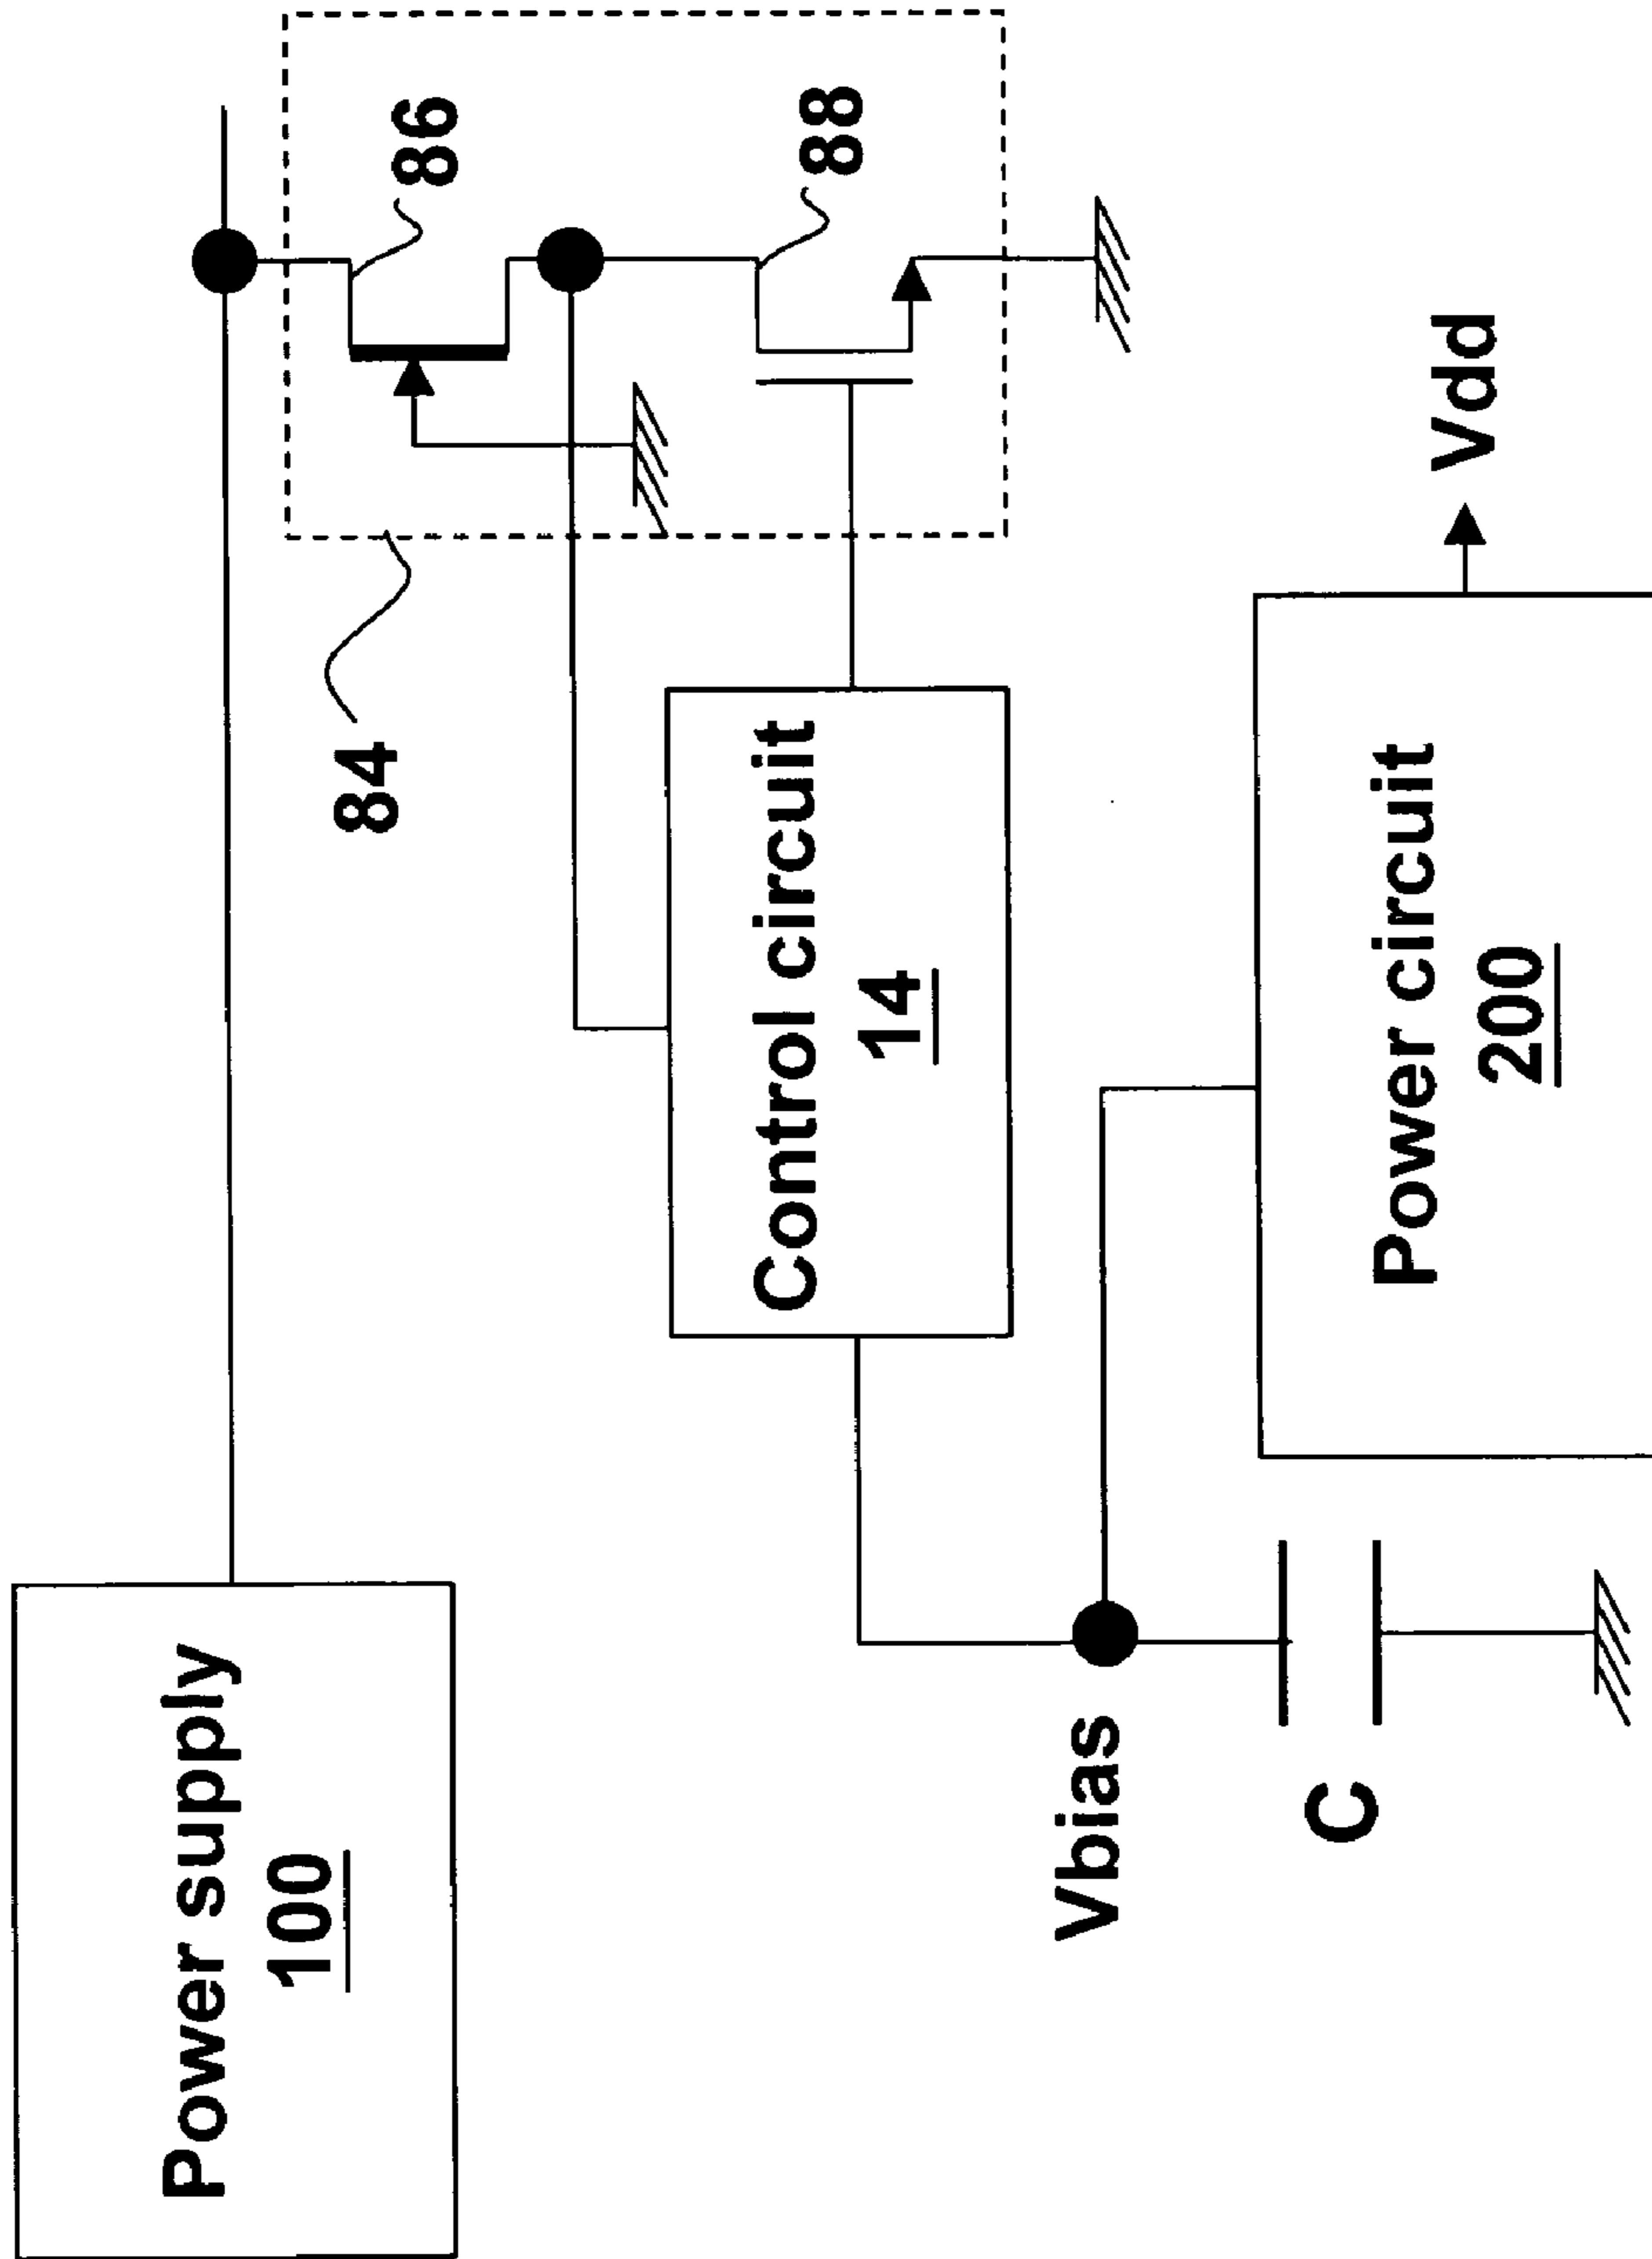 Power supply
100
84
86
88
Control circuit
14
Vbias
C
Power circuit
200
Vdd